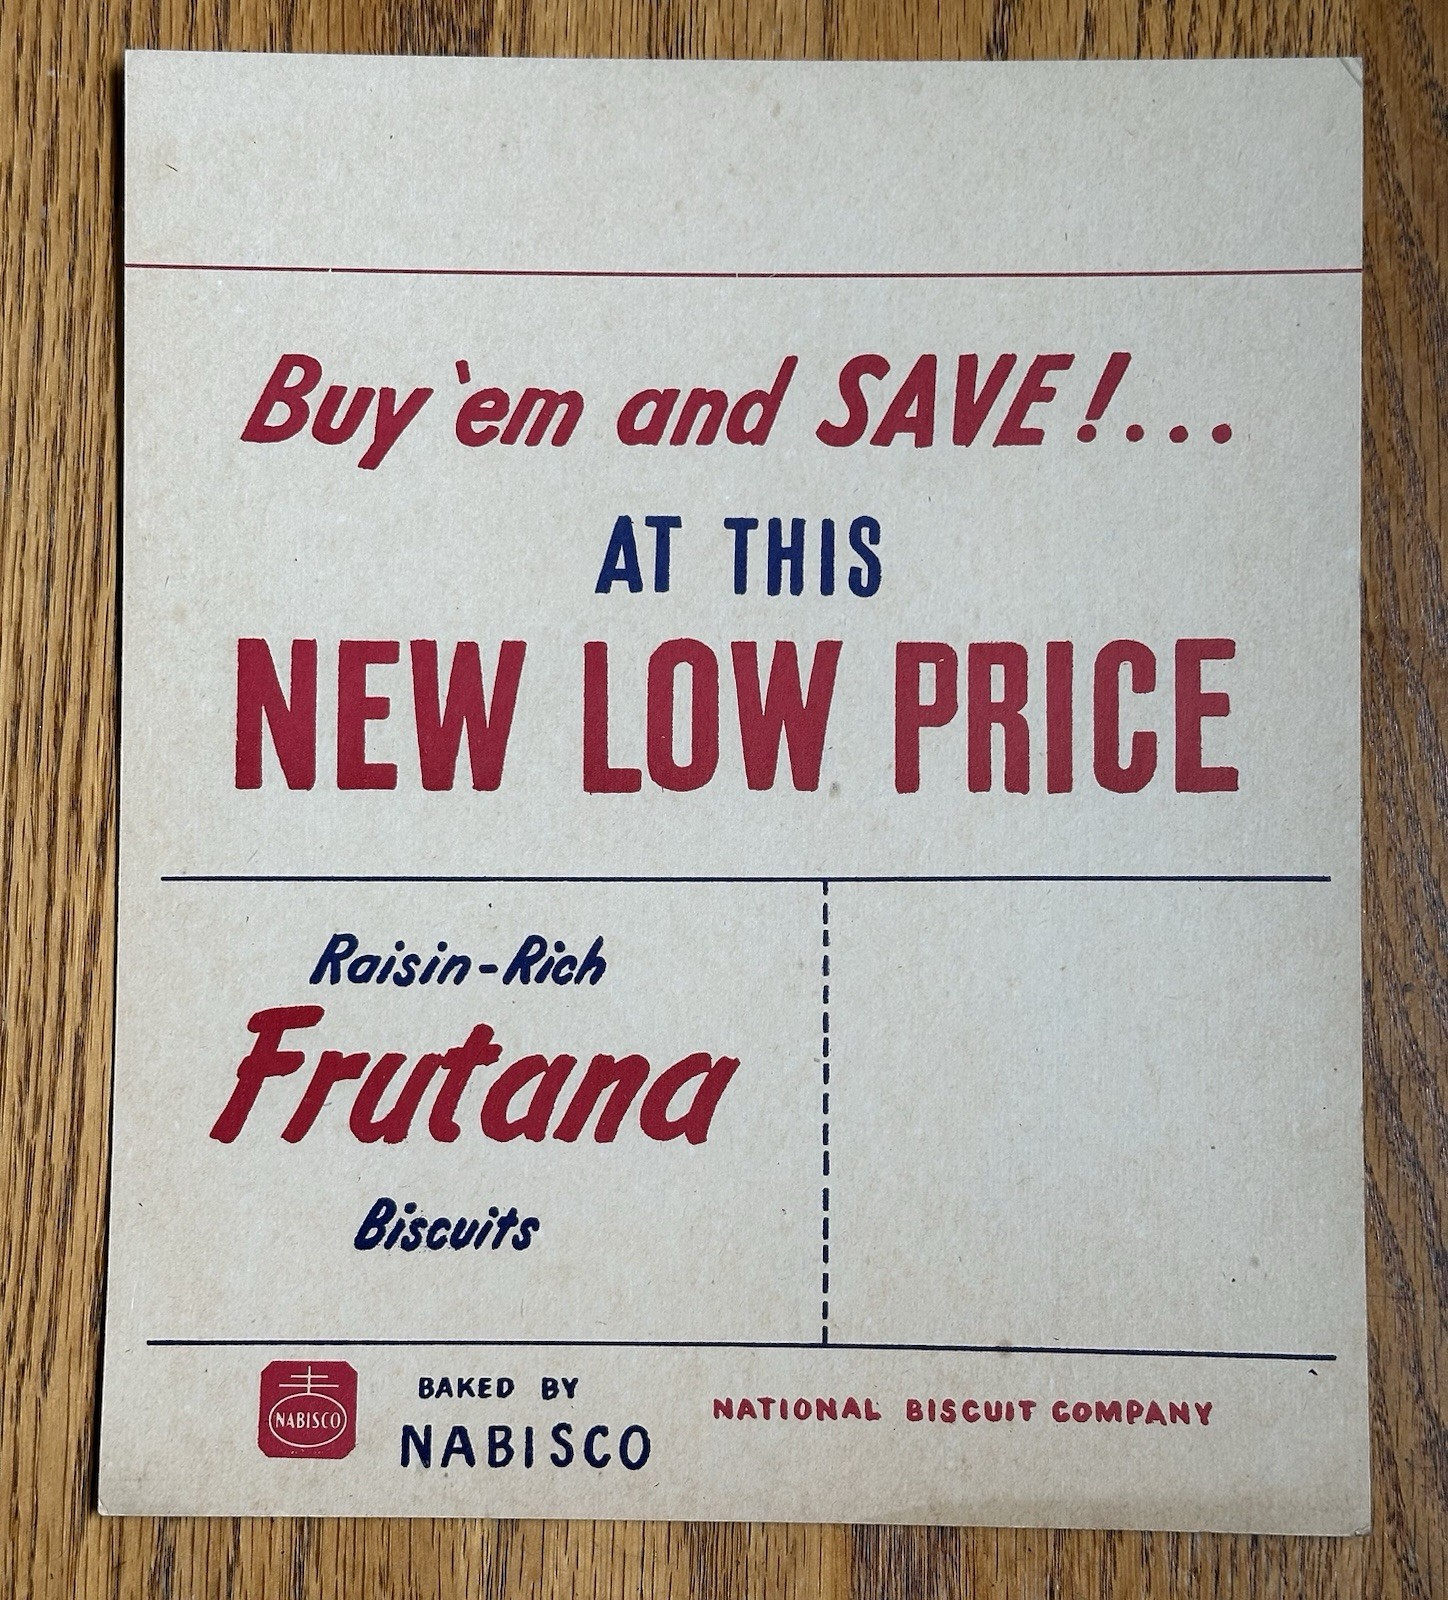 Buy 'em and SAVE!...
AT THIS
NEW LOW PRICE
Raisin-Rich
Frutana
Biscuits
NABISCO
BAKED BY
NABISCO
NATIONAL BISCUIT COMPANY